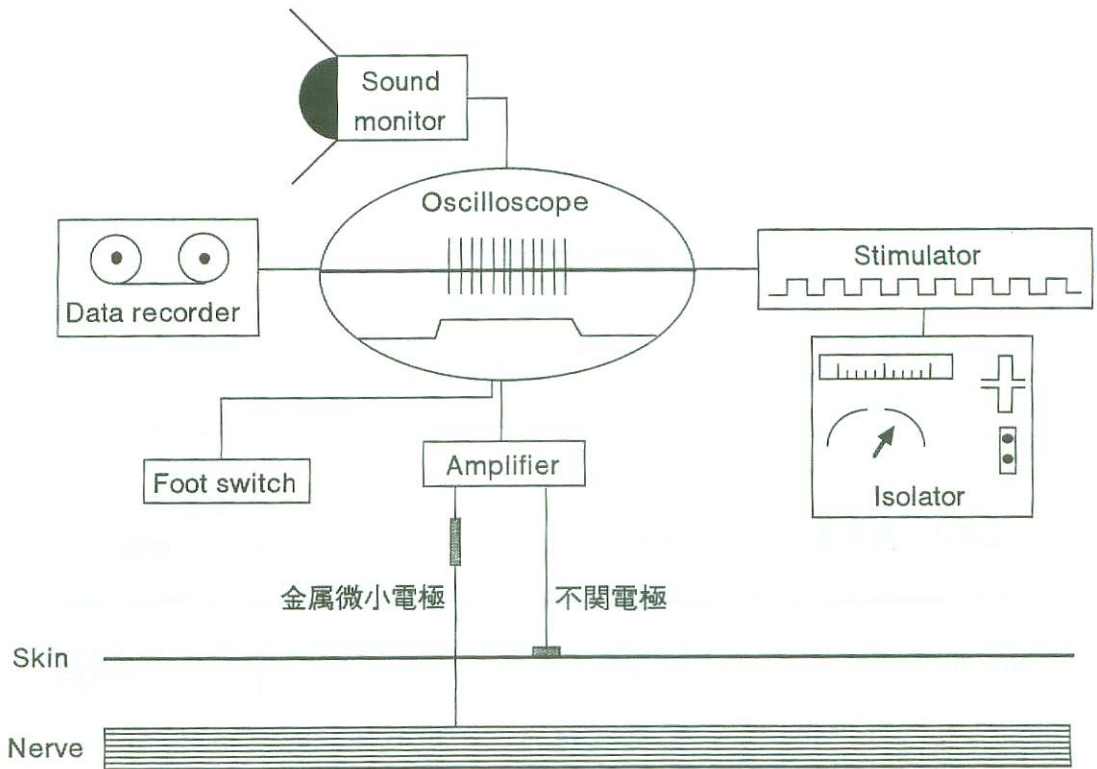 Sound
monitor
Oscilloscope
Data recorder
Stimulator
Foot switch
Amplifier
Isolator
金属微小電極
不関電極
Skin
Nerve